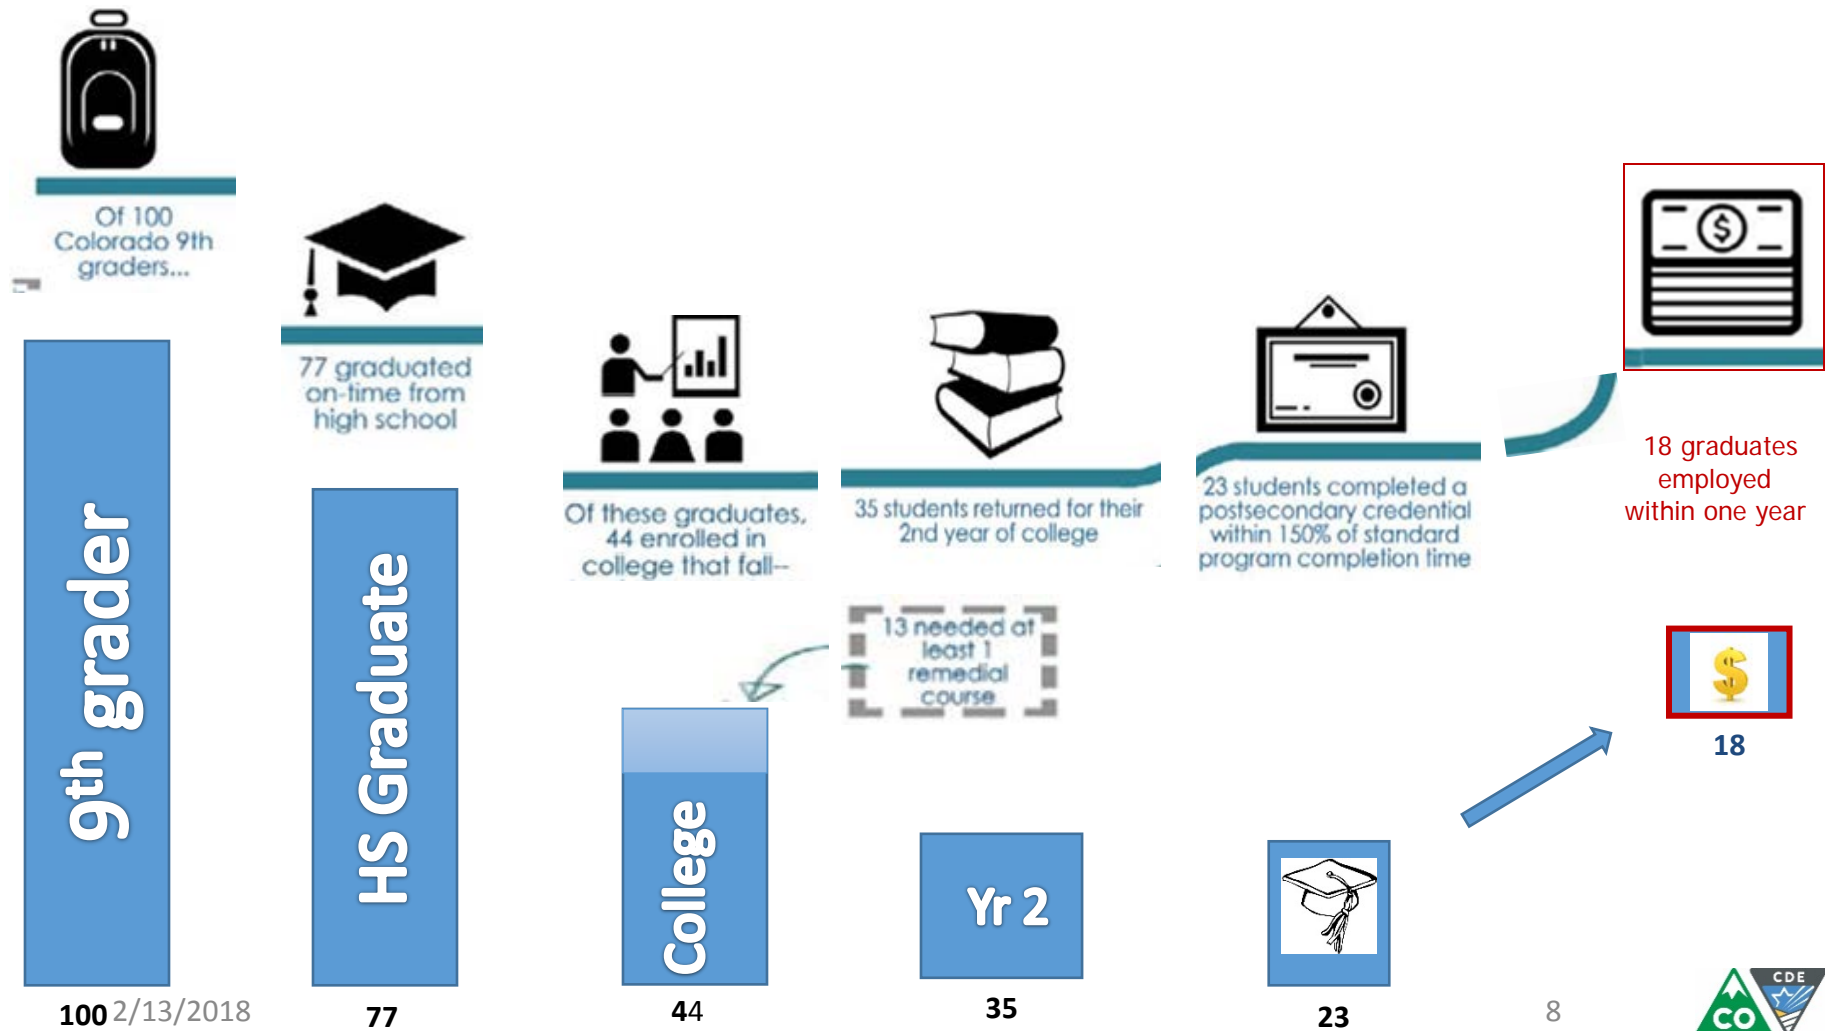 Of 100
Colorado 9th
graders...
77 graduated
on-time from
high school
Of these graduates,
44 enrolled in
college that fall--
35 students returned for their
2nd year of college
23 students completed a
postsecondary credential
within 150% of standard
program completion time
$
18 graduates
employed
within one year
13 needed at
least 1
remedial
course
9th grader
HS Graduate
College
Yr 2
$
18
100
77
44
35
23
2/13/2018
8
CO
CDE